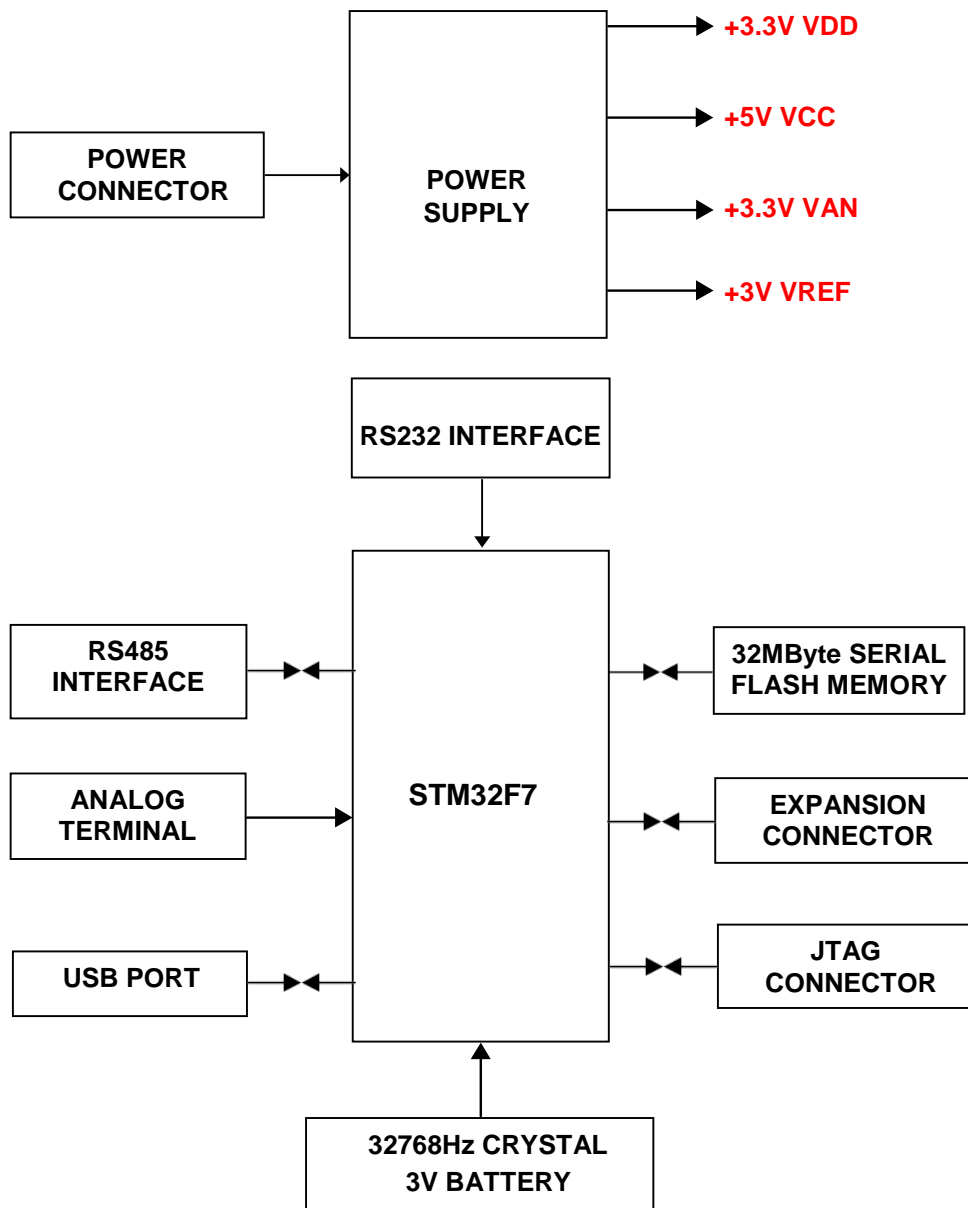 +3.3V VDD
+5V VCC
POWER
CONNECTOR
POWER
SUPPLY
+3.3V VAN
+3V VREF
RS232 INTERFACE
RS485
INTERFACE
32MByte SERIAL
FLASH MEMORY
ANALOG
TERMINAL
STM32F7
EXPANSION
CONNECTOR
USB PORT
JTAG
CONNECTOR
32768Hz CRYSTAL
3V BATTERY